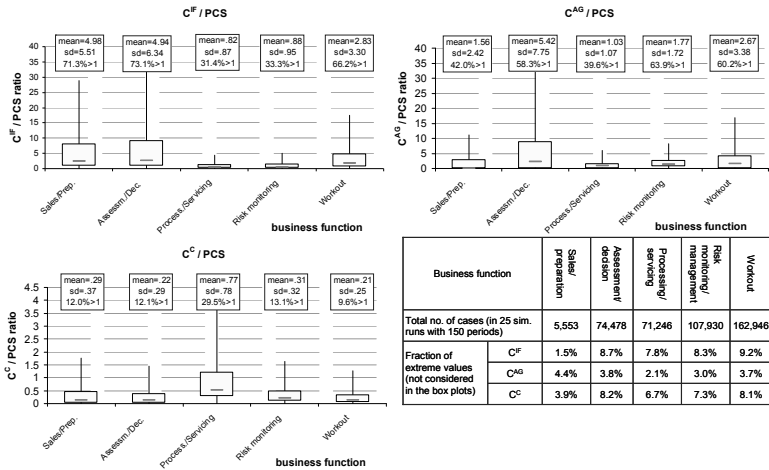 C^IF / PCS
mean=4.98 sd=5.51 71.3%>1
mean=4.94 sd=6.34 73.1%>1
mean=.82 sd=.87 31.4%>1
mean=.88 sd=.95 33.3%>1
mean=2.83 sd=3.30 66.2%>1
C^IF / PCS ratio
40
35
30
25
20
15
10
5
0
Sales/Prep.
Assessm./Dec.
Process./Servicing
Risk monitoring
Workout
business function
C^AG / PCS
mean=1.56 sd=2.42 42.0%>1
mean=5.42 sd=7.75 58.3%>1
mean=1.03 sd=1.07 39.6%>1
mean=1.77 sd=1.72 63.9%>1
mean=2.67 sd=3.38 60.2%>1
C^AG / PCS ratio
40
35
30
25
20
15
10
5
0
Sales/Prep.
Assessm./Dec.
Process./Servicing
Risk monitoring
Workout
business function
C^C / PCS
mean=.29 sd=.37 12.0%>1
mean=.22 sd=.29 12.1%>1
mean=.77 sd=.78 29.5%>1
mean=.31 sd=.32 13.1%>1
mean=.21 sd=.25 9.6%>1
C^C / PCS ratio
4.5
4
3.5
3
2.5
2
1.5
1
0.5
0
Sales/Prep.
Assessm./Dec.
Process./Servicing
Risk monitoring
Workout
business function
Business function
Sales/ preparation
Assessment/ decision
Processing/ servicing
Risk monitoring/ management
Workout
Total no. of cases (in 25 sim. runs with 150 periods) 5,553 74,478 71,246 107,930 162,946
Fraction of extreme values (not considered in the box plots)
C^IF 1.5% 8.7% 7.8% 8.3% 9.2%
C^AG 4.4% 3.8% 2.1% 3.0% 3.7%
C^C 3.9% 8.2% 6.7% 7.3% 8.1%